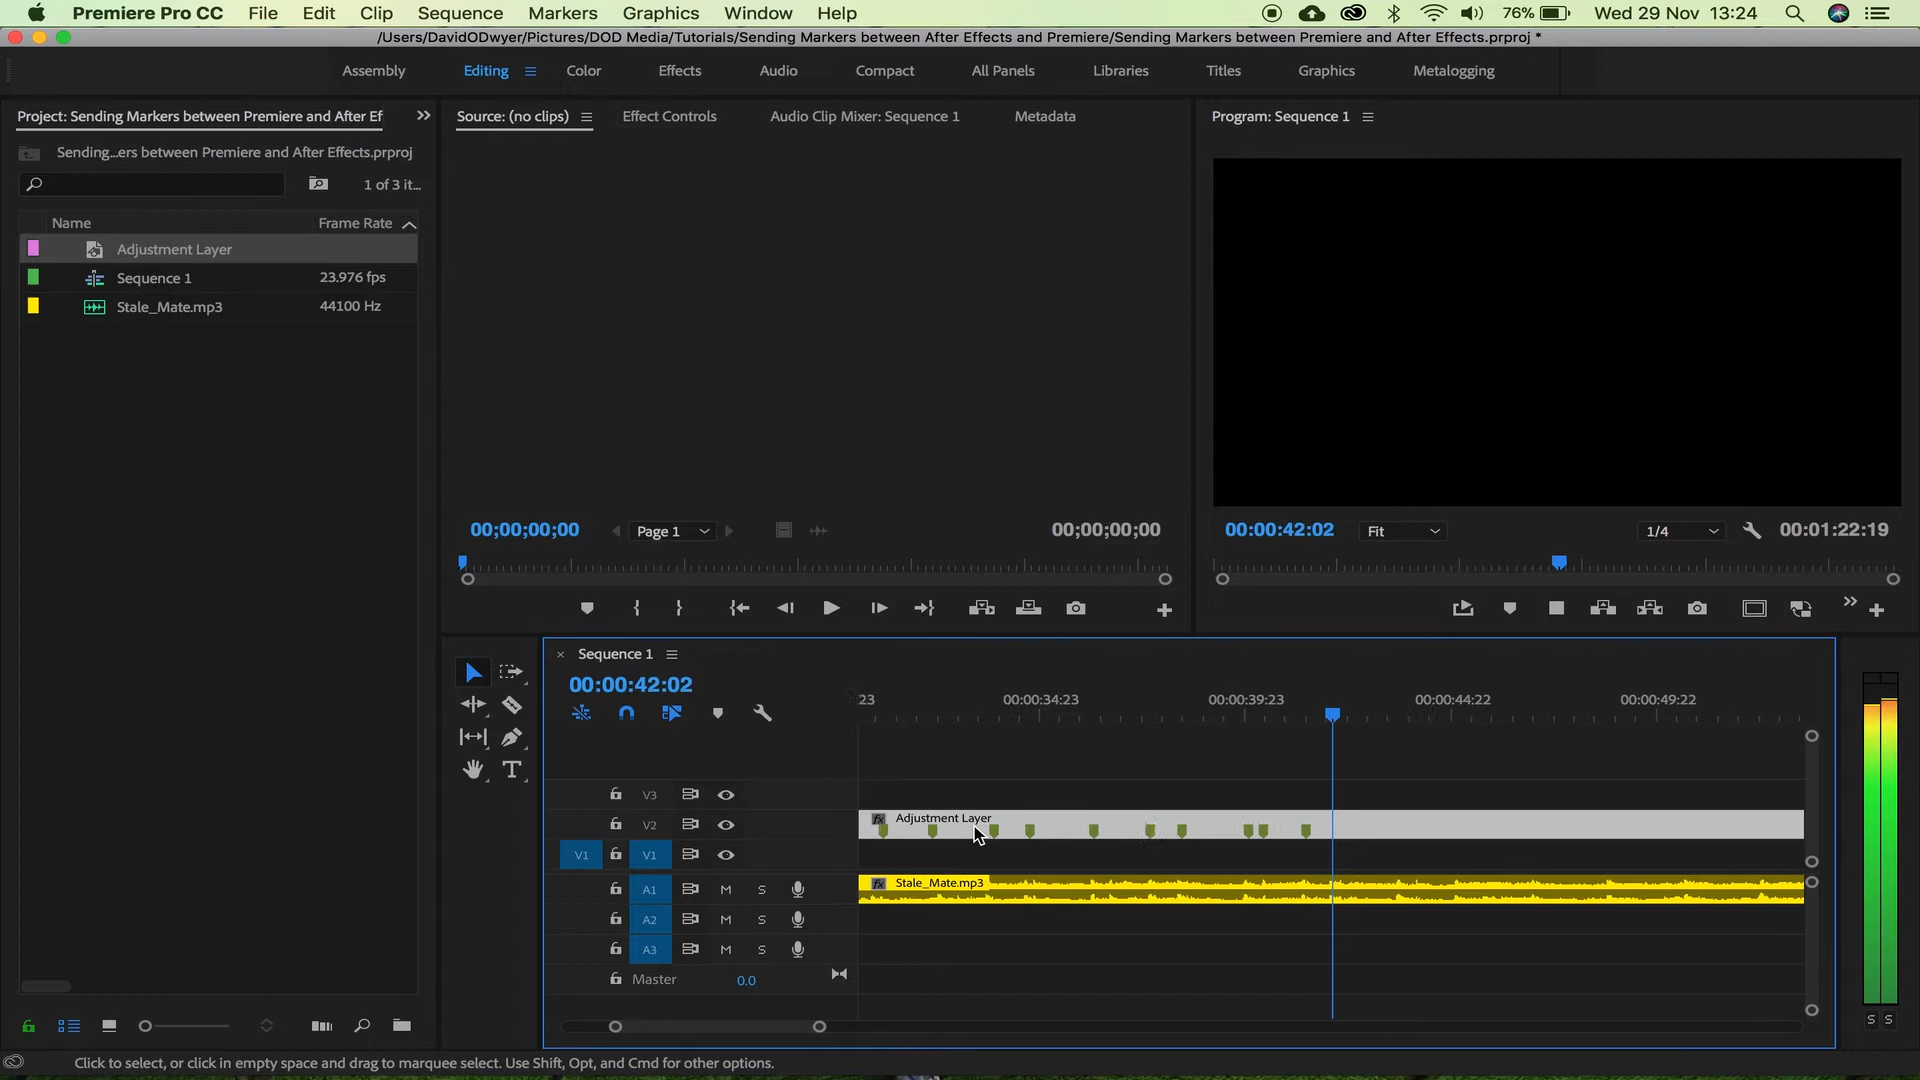 Premiere Pro CC File Edit Clip Sequence Markers Graphics Window Help 76% Wed 29 Nov 13:24
/Users/DavidODwyer/Pictures/DOD Media/Tutorials/Sending Markers between After Effects and Premiere/Sending Markers between Premiere and After Effects.prproj *
Assembly Editing Color Effects Audio Compact All Panels Libraries Titles Graphics Metalogging
Project: Sending Markers between Premiere and After Ef
Source: (no clips) Effect Controls Audio Clip Mixer: Sequence 1 Metadata
Program: Sequence 1
Sending...ers between Premiere and After Effects.prproj
1 of 3 it...
Name Frame Rate
Adjustment Layer
Sequence 1 23.976 fps
Stale_Mate.mp3 44100 Hz
00;00;00;00 Page 1 00;00;00;00
00:00:42:02 Fit 1/4 00:01:22:19
Sequence 1
00:00:42:02
:23 00:00:34:23 00:00:39:23 00:00:44:22 00:00:49:22
V3
V2 fx Adjustment Layer
V1 V1
A1 M S fx Stale_Mate.mp3
A2 M S
A3 M S
Master 0.0
S S
Click to select, or click in empty space and drag to marquee select. Use Shift, Opt, and Cmd for other options.